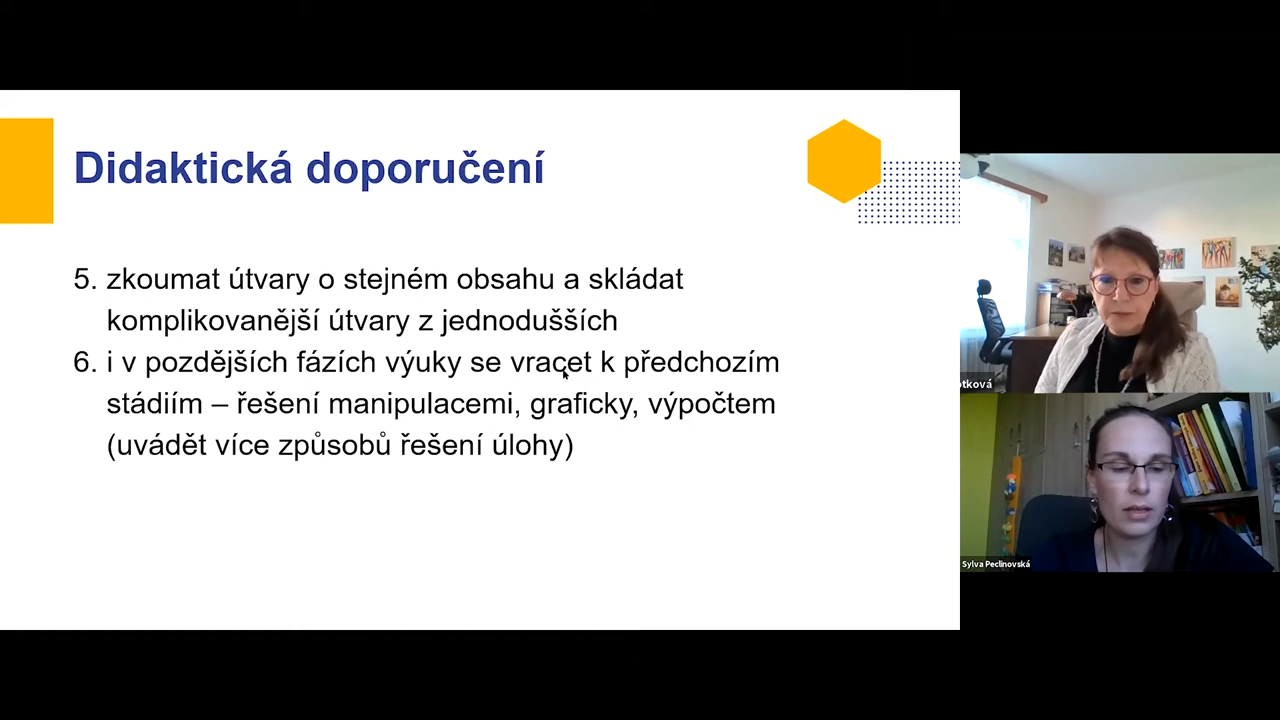 Didaktická doporučení
5. zkoumat útvary o stejném obsahu a skládat
komplikovanější útvary z jednodušších
6. i v pozdějších fázích výuky se vracet k předchozím
stádiím – řešení manipulacemi, graficky, výpočtem
(uvádět více způsobů řešení úlohy)
otková
Sylva Peclinovská